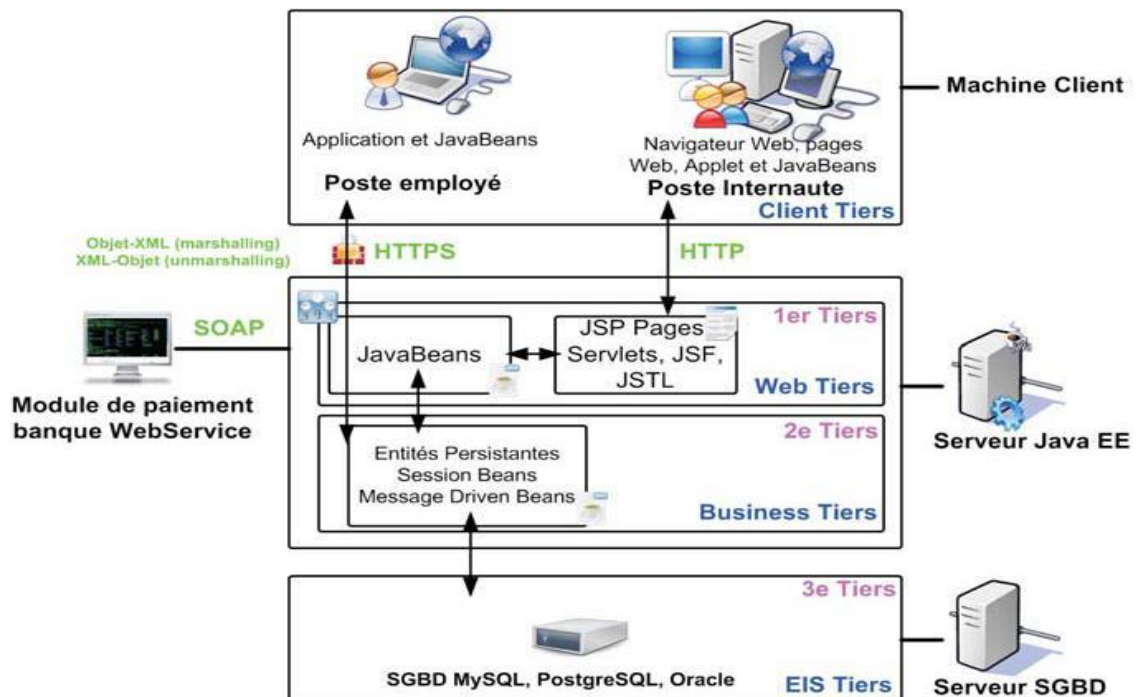 Application et JavaBeans
Poste employé
Navigateur Web, pages
Web, Applet et JavaBeans
Poste Internaute
Client Tiers
Machine Client
Objet-XML (marshalling)
XML-Objet (unmarshalling)
HTTPS
HTTP
SOAP
Module de paiement
banque WebService
1er Tiers
JavaBeans
JSP Pages
Servlets, JSF,
JSTL
Web Tiers
2e Tiers
Entités Persistantes
Session Beans
Message Driven Beans
Business Tiers
Serveur Java EE
3e Tiers
SGBD MySQL, PostgreSQL, Oracle
EIS Tiers
Serveur SGBD